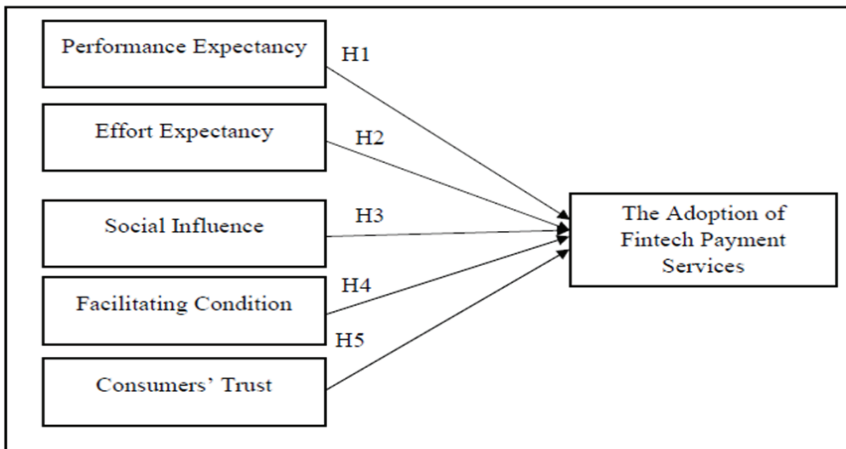 Performance Expectancy
H1
Effort Expectancy
H2
Social Influence
H3
Facilitating Condition
H4
Consumers’ Trust
H5
The Adoption of
Fintech Payment
Services